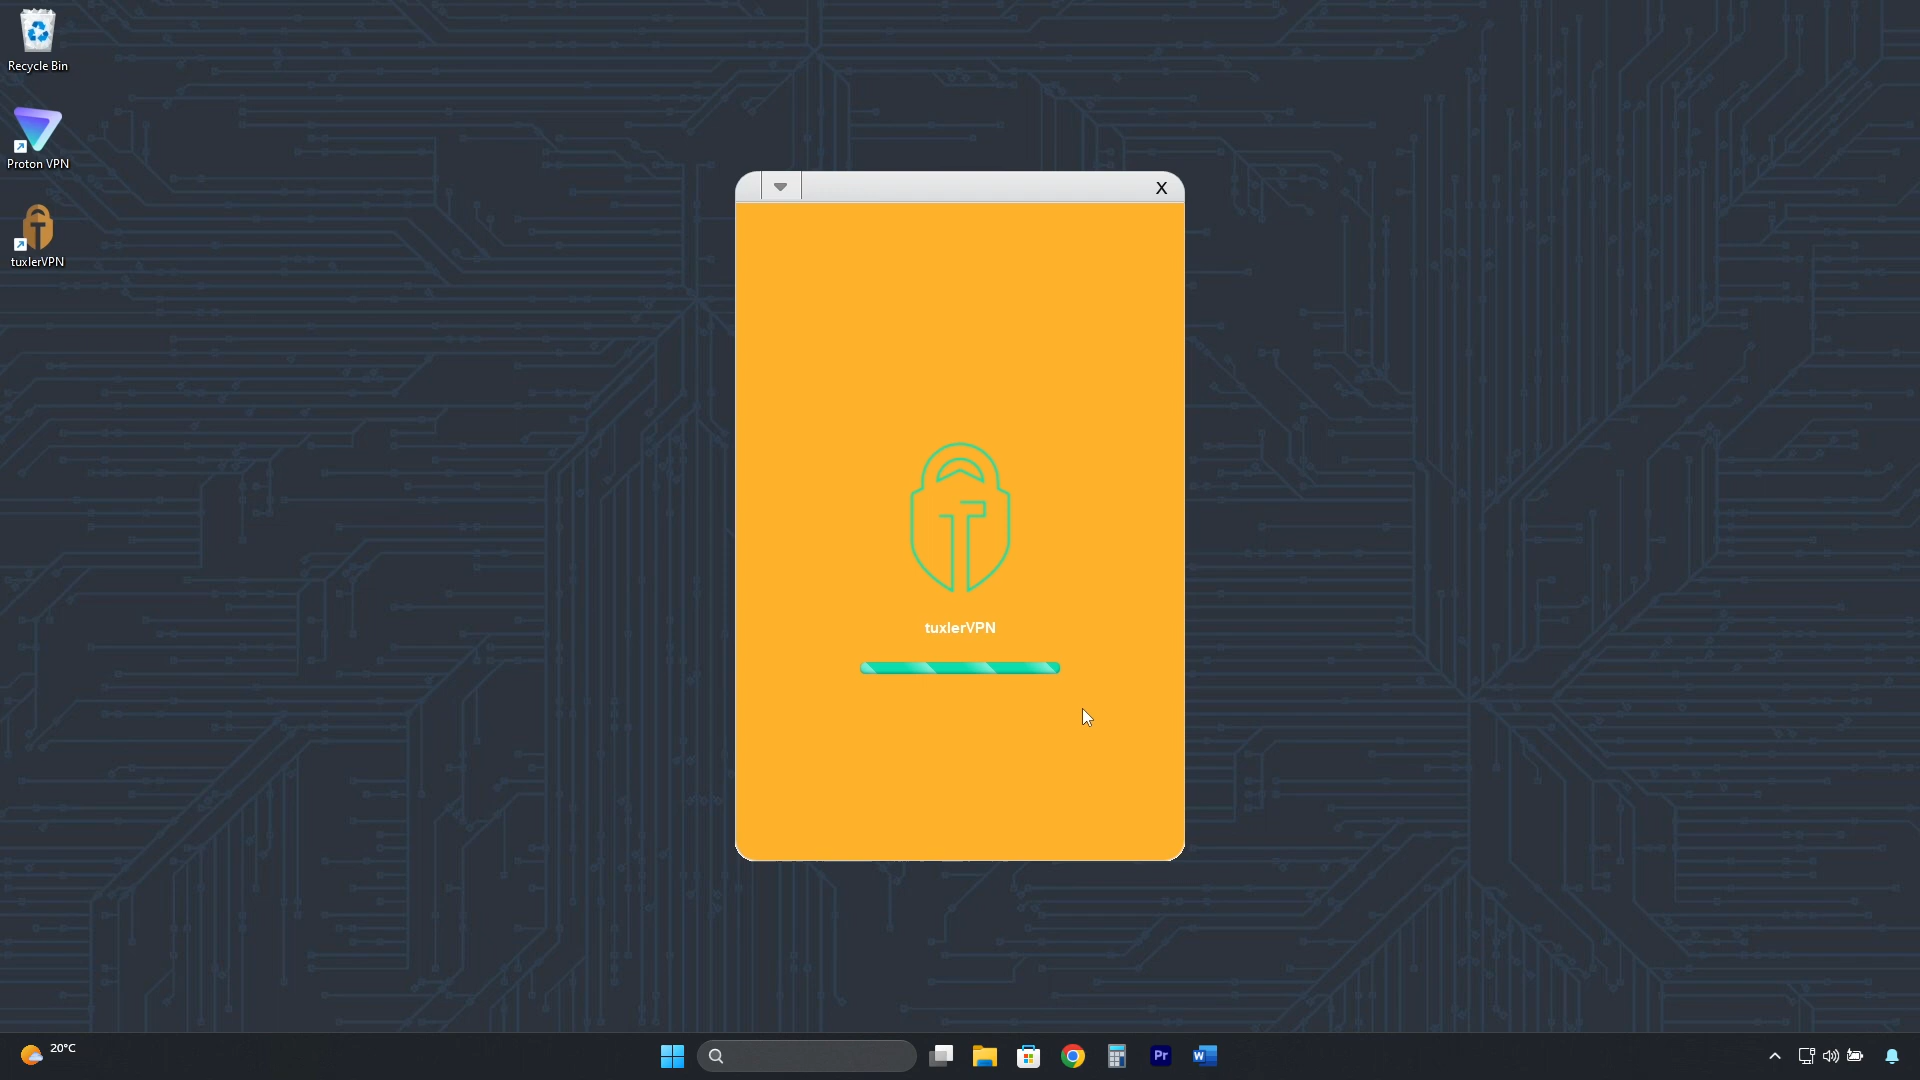 Recycle Bin
Proton VPN
tuxlerVPN
X
tuxlerVPN
20°C
Pr
W